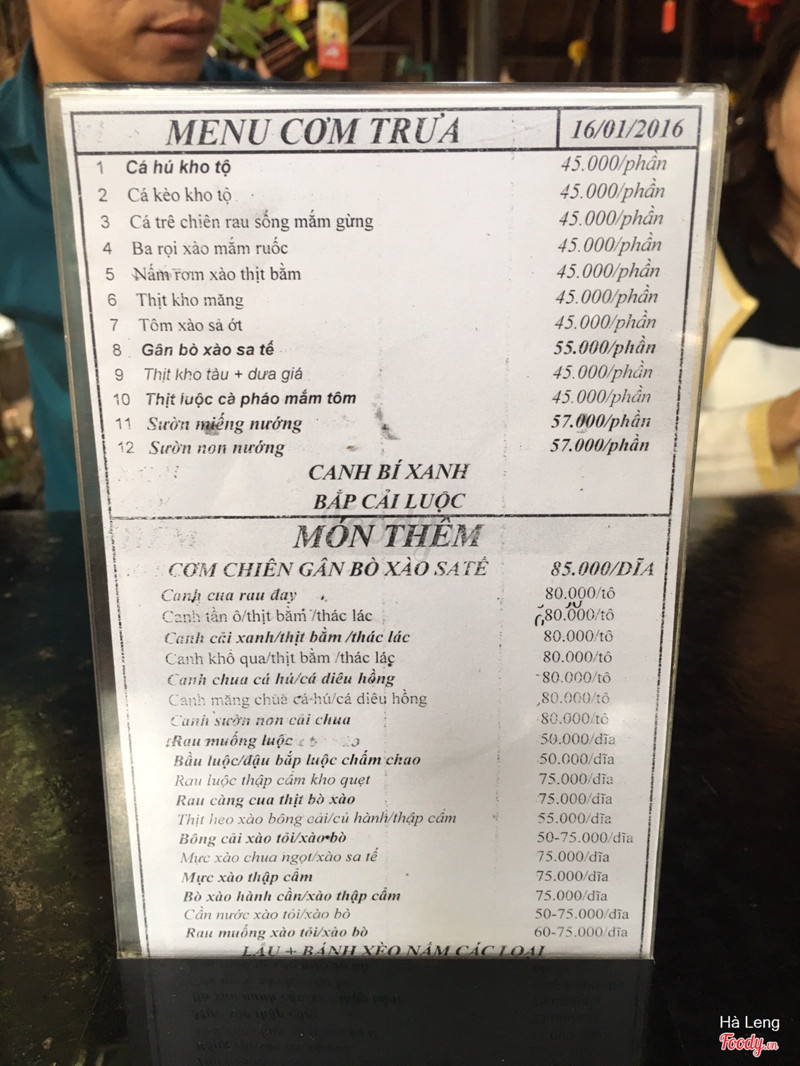 MENU CƠM TRƯA 16/01/2016
1 Cá hú kho tộ 45.000/phần
2 Cá kèo kho tộ 45.000/phần
3 Cá trê chiên rau sống mắm gừng 45.000/phần
4 Ba rọi xào mắm ruốc 45.000/phần
5 Nấm rơm xào thịt bằm 45.000/phần
6 Thịt kho măng 45.000/phần
7 Tôm xào sả ớt 45.000/phần
8 Gân bò xào sa tế 55.000/phần
9 Thịt kho tàu + dưa giá 45.000/phần
10 Thịt luộc cà pháo mắm tôm 45.000/phần
11 Sườn miếng nướng 57.000/phần
12 Sườn non nướng 57.000/phần
CANH BÍ XANH
BẮP CẢI LUỘC
MÓN THÊM
CƠM CHIÊN GÂN BÒ XÀO SATẾ 85.000/DĨA
Canh cua rau đay 80.000/tô
Canh tần ô/thịt bằm /thác lác 80.000/tô
Canh cải xanh/thịt bằm /thác lác 80.000/tô
Canh khổ qua/thịt bằm /thác lác 80.000/tô
Canh chua cá hú/cá diêu hồng 80.000/tô
Canh măng chua cá hú/cá diêu hồng 80.000/tô
Canh sườn non cải chua 80.000/tô
Rau muống luộc 50.000/dĩa
Bầu luộc/đậu bắp luộc chấm chao 50.000/dĩa
Rau luộc thập cẩm kho quẹt 75.000/dĩa
Rau càng cua thịt bò xào 75.000/dĩa
Thịt heo xào bông cải/củ hành/thập cẩm 55.000/dĩa
Bông cải xào tỏi/xào bò 50-75.000/dĩa
Mực xào chua ngọt/xào sa tế 75.000/dĩa
Mực xào thập cẩm 75.000/dĩa
Bò xào hành cần/xào thập cẩm 75.000/dĩa
Cần nước xào tỏi/xào bò 50-75.000/dĩa
Rau muống xào tỏi/xào bò 60-75.000/dĩa
LẨU + BÁNH XÈO NẤM CÁC LOẠI
Hà Leng
Foody.vn